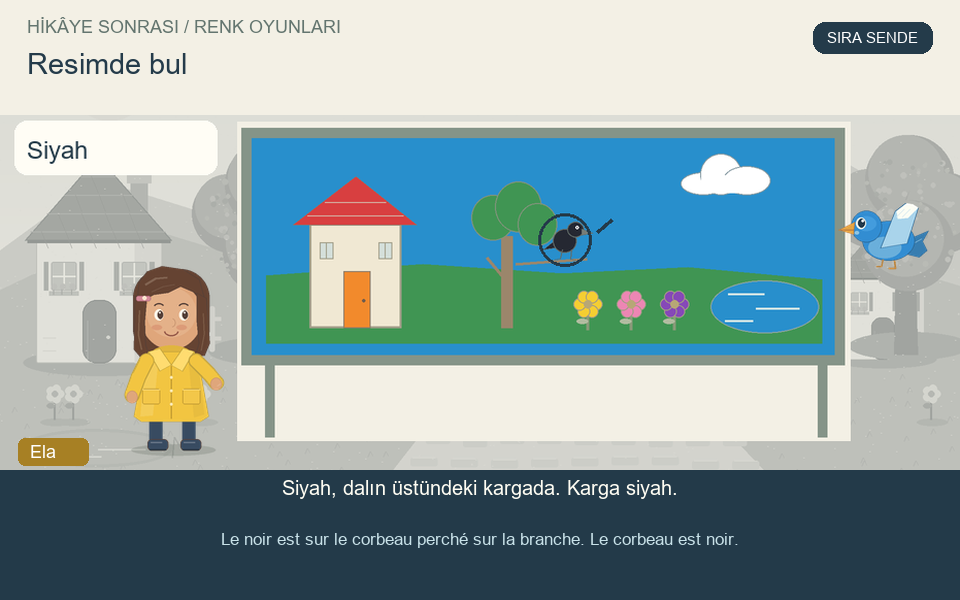 HİKÂYE SONRASI / RENK OYUNLARI
Resimde bul
SIRA SENDE
Siyah
Ela
Siyah, dalın üstündeki kargada. Karga siyah.
Le noir est sur le corbeau perché sur la branche. Le corbeau est noir.